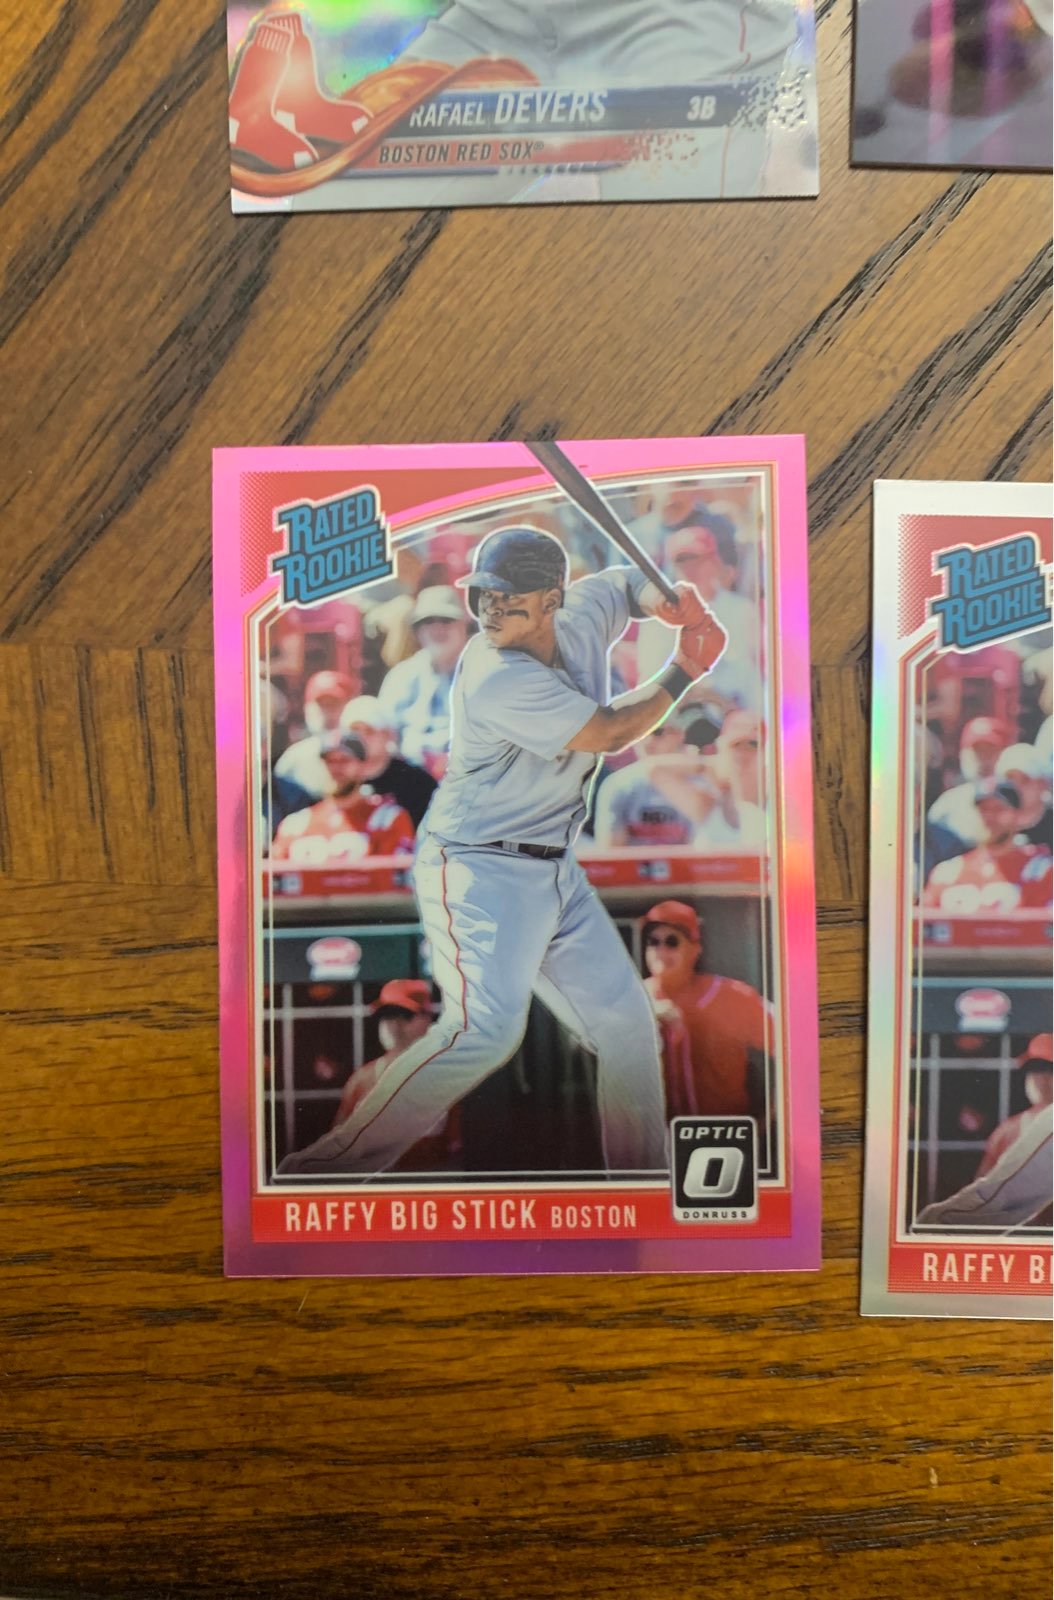 RAFAEL DEVERS 3B
BOSTON RED SOX®
RATED
ROOKIE
RATED
ROOKIE
OPTIC
O
DONRUSS
RAFFY BIG STICK BOSTON
RAFFY BI